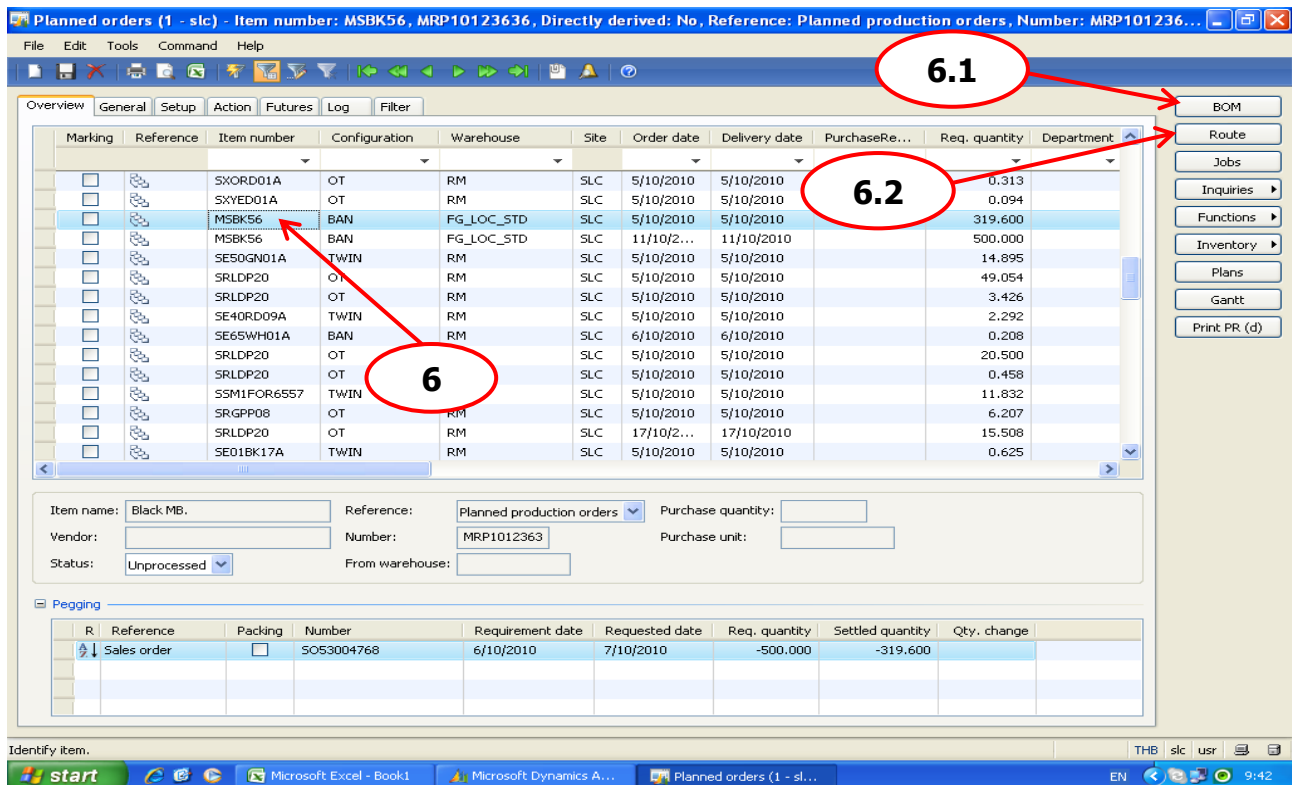 Planned orders (1 - slc) - Item number: MSBK56, MRP10123636, Directly derived: No, Reference: Planned production orders, Number: MRP101236...
File Edit Tools Command Help
6.1
Overview General Setup Action Futures Log Filter
BOM
Marking Reference Item number Configuration Warehouse Site Order date Delivery date PurchaseRe... Req. quantity Department
Route
Jobs
SXORD01A OT RM SLC 5/10/2010 5/10/2010 0.313
6.2
Inquiries
SXYED01A OT RM SLC 5/10/2010 5/10/2010 0.094
MSBK56 BAN FG_LOC_STD SLC 5/10/2010 5/10/2010 319.600
Functions
MSBK56 BAN FG_LOC_STD SLC 11/10/2... 11/10/2010 500.000
Inventory
SE50GN01A TWIN RM SLC 5/10/2010 5/10/2010 14.895
SRLDP20 OT RM SLC 5/10/2010 5/10/2010 49.054
Plans
SRLDP20 OT RM SLC 5/10/2010 5/10/2010 3.426
Gantt
SE40RD09A TWIN RM SLC 5/10/2010 5/10/2010 2.292
Print PR (d)
SE65WH01A BAN RM SLC 6/10/2010 6/10/2010 0.208
SRLDP20 OT RM SLC 5/10/2010 5/10/2010 20.500
SRLDP20 OT SLC 5/10/2010 5/10/2010 0.458
6
SSM1FOR6557 TWIN SLC 5/10/2010 5/10/2010 11.832
SRGPP08 OT RM SLC 5/10/2010 5/10/2010 6.207
SRLDP20 OT RM SLC 17/10/2... 17/10/2010 15.508
SE01BK17A TWIN RM SLC 5/10/2010 5/10/2010 0.625
Item name: Black MB. Reference: Planned production orders Purchase quantity:
Vendor: Number: MRP1012363 Purchase unit:
Status: Unprocessed From warehouse:
Pegging
R Reference Packing Number Requirement date Requested date Req. quantity Settled quantity Qty. change
Sales order SO53004768 6/10/2010 7/10/2010 -500.000 -319.600
Identify item.
THB slc usr
start Microsoft Excel - Book1 Microsoft Dynamics A... Planned orders (1 - sl... EN 9:42